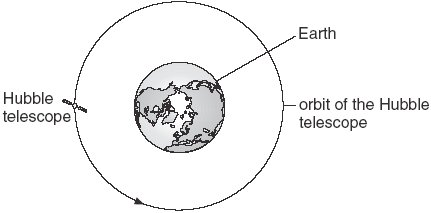 Earth
Hubble
telescope
orbit of the Hubble
telescope